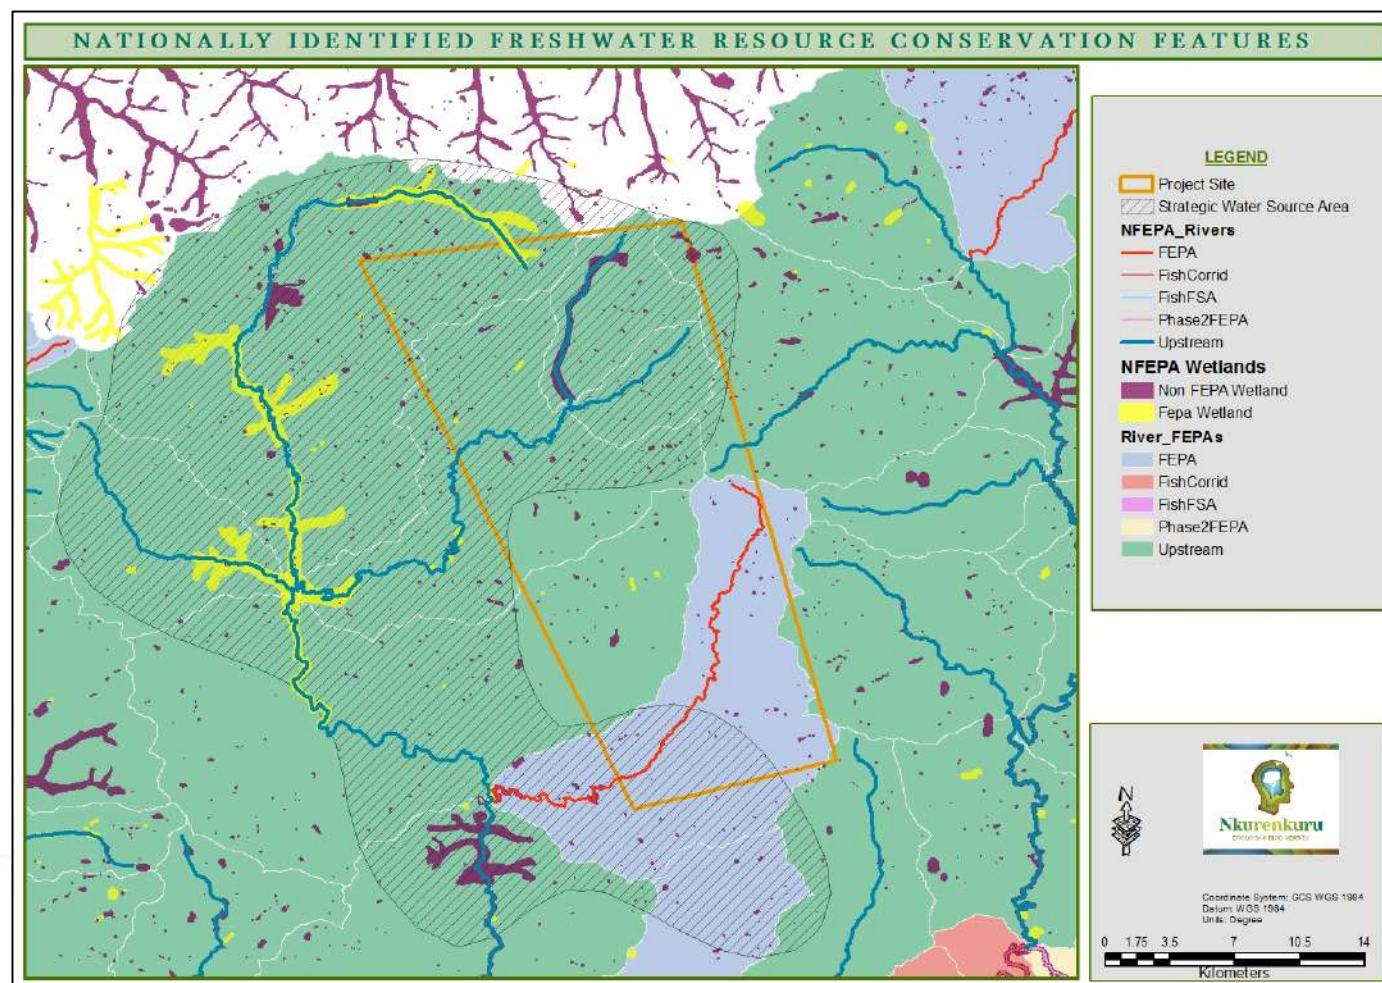 NATIONALLY IDENTIFIED FRESHWATER RESOURCE CONSERVATION FEATURES
LEGEND
Project Site
Strategic Water Source Area
NFEPA_Rivers
FEPA
FishCorrid
FishFSA
Phase2FEPA
Upstream
NFEPA Wetlands
Non FEPA Wetland
Fepa Wetland
River_FEPAs
FEPA
FishCorrid
FishFSA
Phase2FEPA
Upstream
N
Nkurenkuru
Coordinate System: GCS WGS 1984
Datum: WGS 1984
Units: Degree
0 1.75 3.5 7 10.5 14
Kilometers